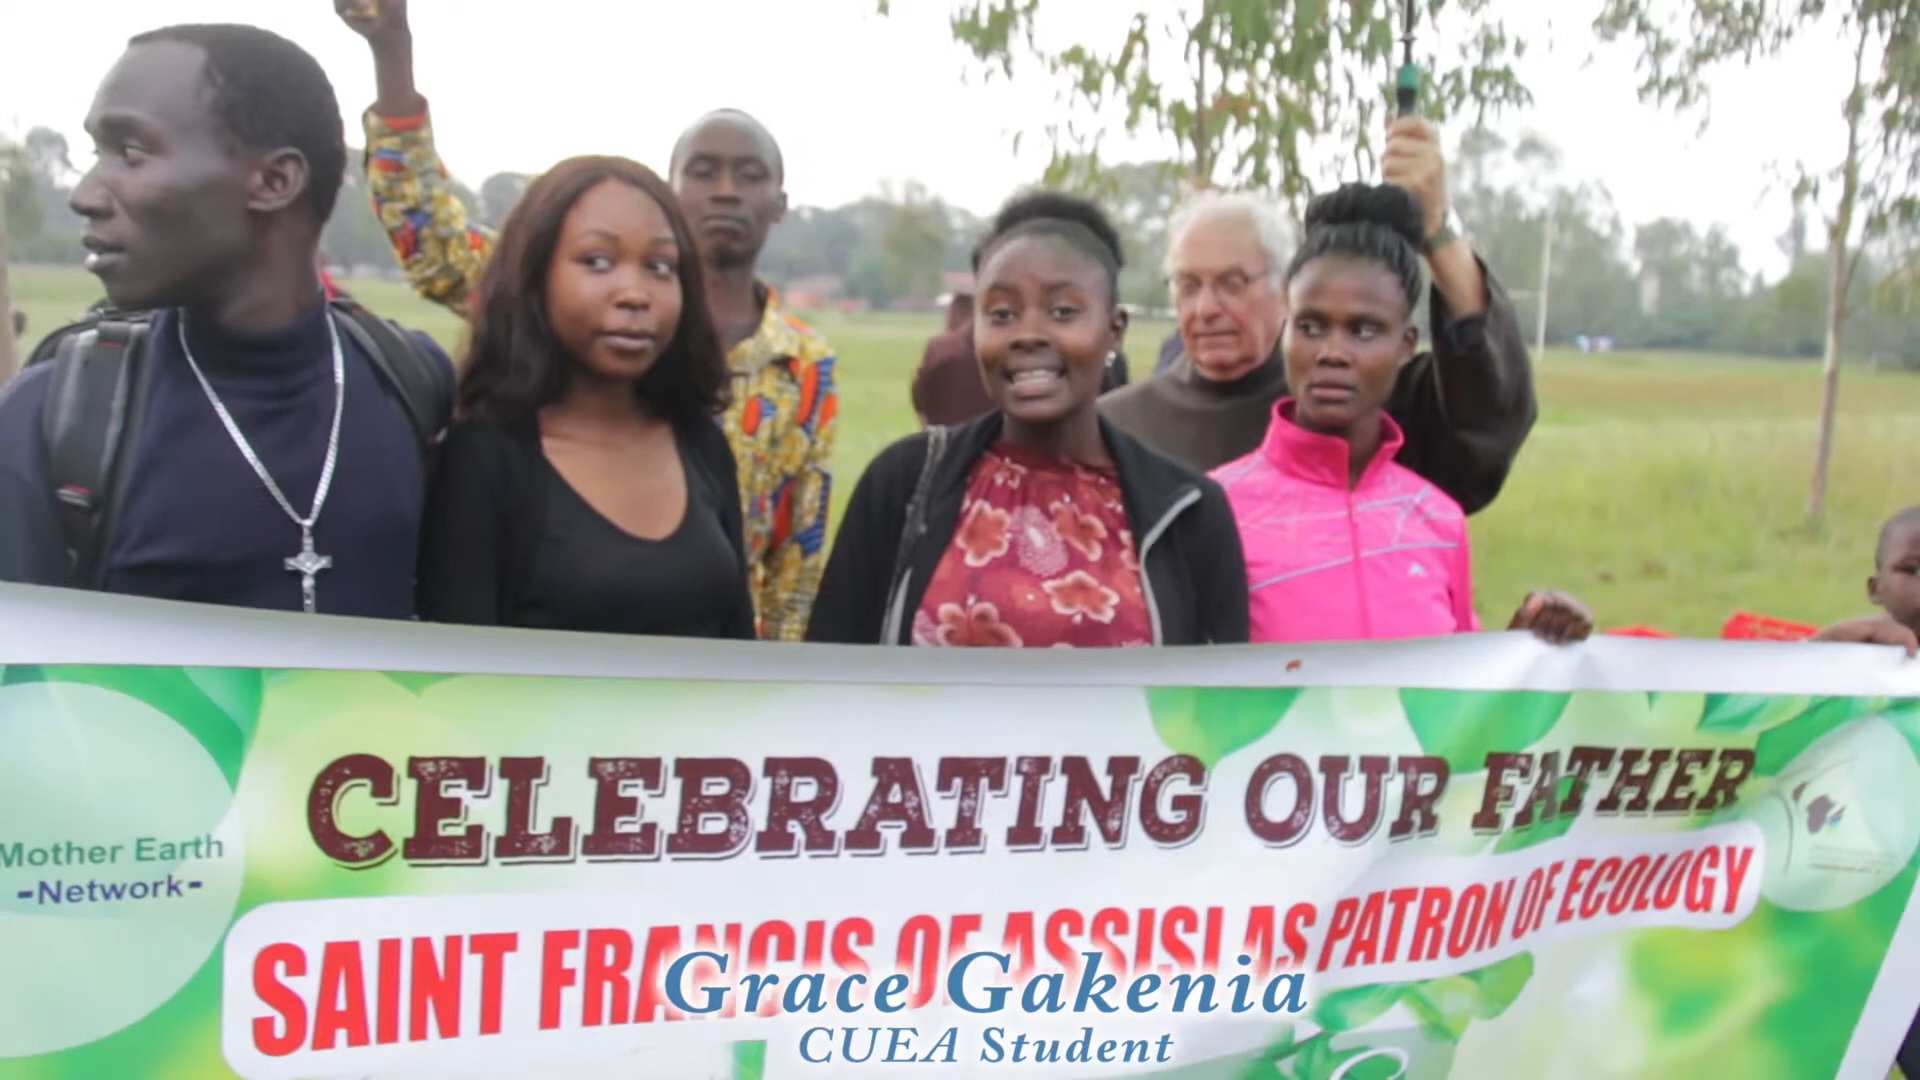 CELEBRATING OUR FATHER
Mother Earth
-Network-
SAINT FRANCIS OF ASSISI AS PATRON OF ECOLOGY
Grace Gakenia
CUEA Student